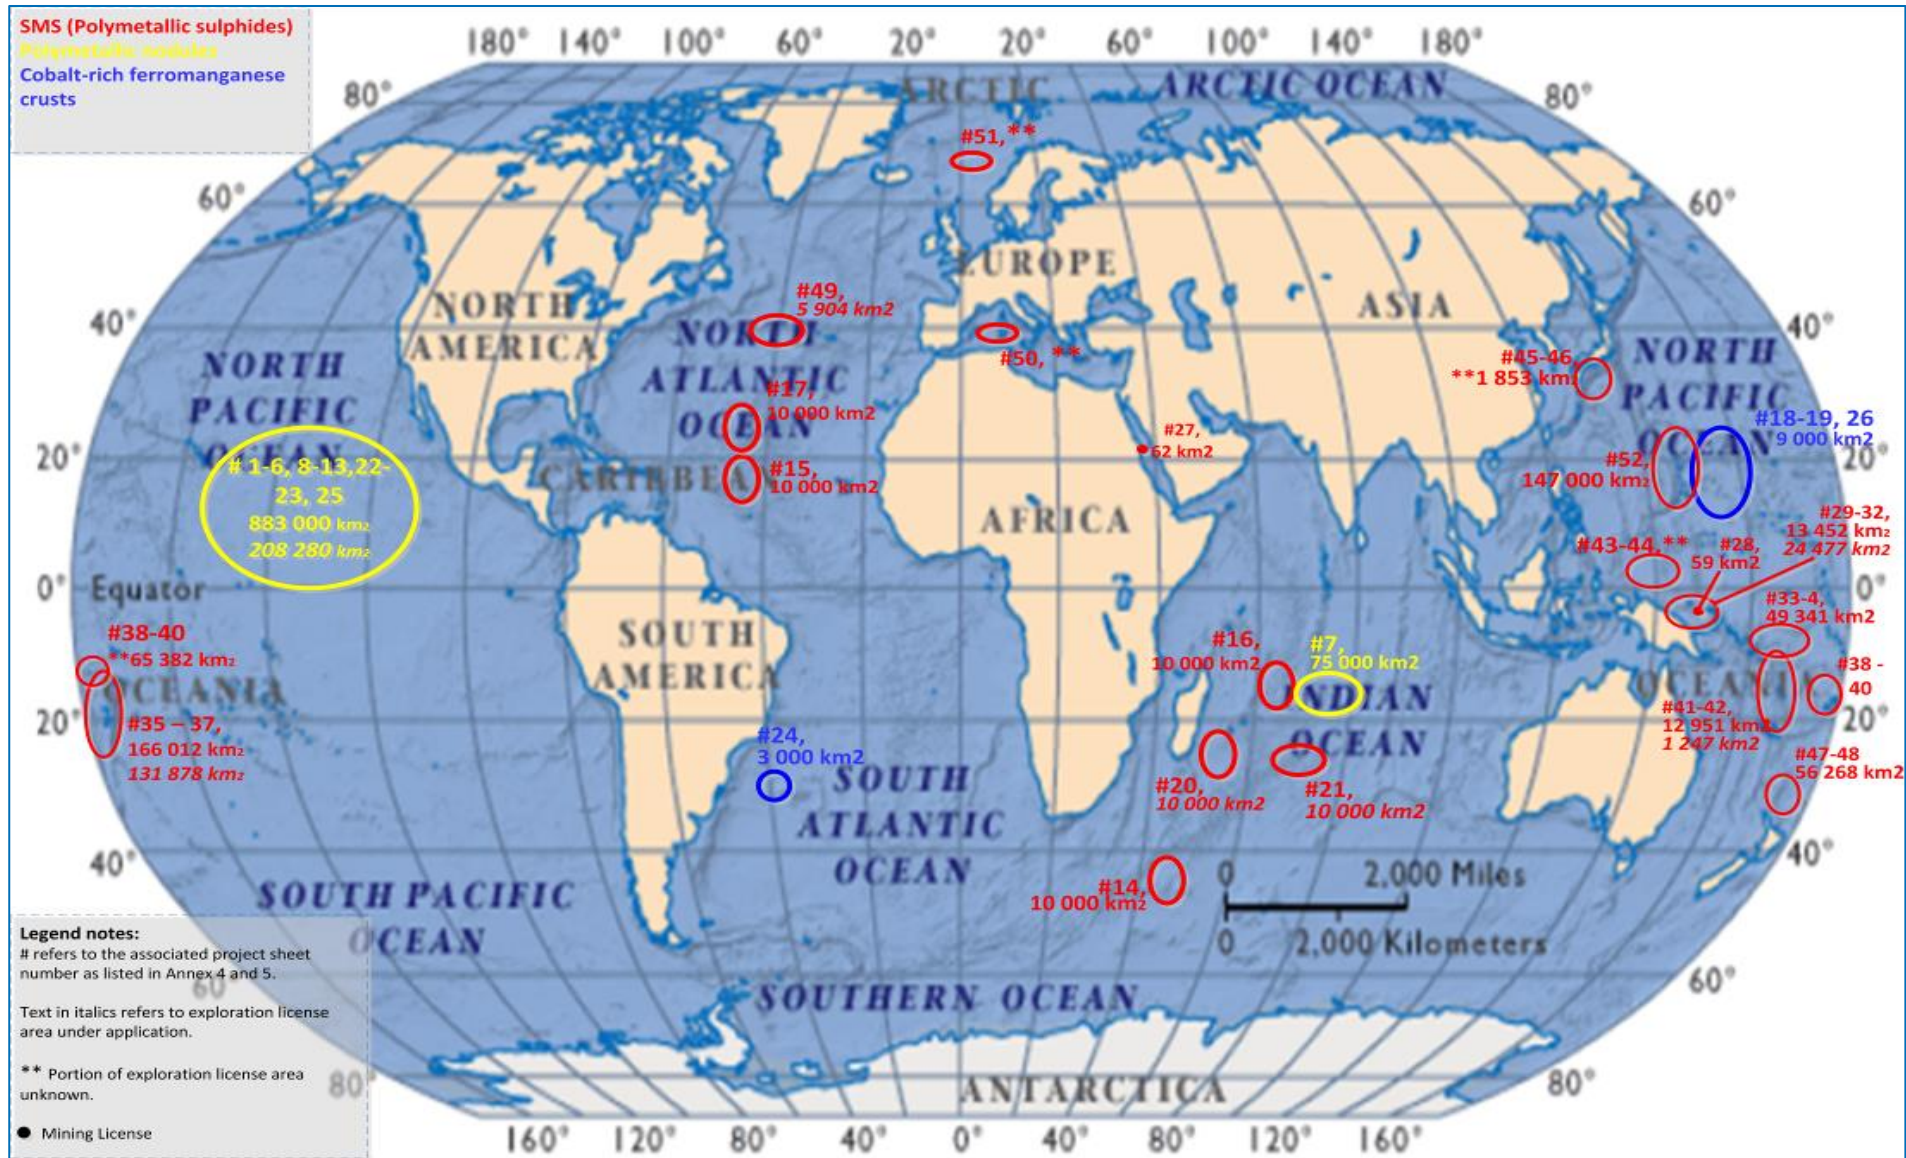 SMS (Polymetallic sulphides)
Polymetallic nodules
Cobalt-rich ferromanganese
crusts
180° 140° 100° 60° 20° 20° 60° 100° 140° 180°
ARCTIC
ARCTIC OCEAN
80°
80°
#51, **
60°
60°
EUROPE
NORTH
AMERICA
ASIA
#49,
5 904 km2
40°
40°
NORTH
ATLANTIC
OCEAN
#50, **
NORTH
PACIFIC
OCEAN
#45-46,
**1 853 km2
NORTH
PACIFIC
OCEAN
#17,
10 000 km2
#18-19, 26
9 000 km2
#27,
62 km2
20°
20°
# 1-6, 8-13,22-
23, 25
883 000 km2
208 280 km2
CARIBBEAN
#15,
10 000 km2
#52,
147 000 km2
AFRICA
#29-32,
13 452 km2
24 477 km2
#43-44,**
#28,
59 km2
0°
Equator
0°
#33-4,
49 341 km2
#38-40
**65 382 km2
SOUTH
AMERICA
#16,
10 000 km2
#7,
75 000 km2
#38 -
40
OCEANIA
INDIAN
OCEAN
OCEANIA
#41-42,
12 951 km2
1 247 km2
20°
20°
#35 – 37,
166 012 km2
131 878 km2
#24,
3 000 km2
#47-48
56 268 km2
SOUTH
ATLANTIC
OCEAN
#20,
10 000 km2
#21,
10 000 km2
40°
40°
#14,
10 000 km2
0 2,000 Miles
0 2,000 Kilometers
SOUTH PACIFIC
OCEAN
Legend notes:
# refers to the associated project sheet
number as listed in Annex 4 and 5.
60°
60°
SOUTHERN OCEAN
Text in italics refers to exploration license
area under application.
** Portion of exploration license area
unknown.
80°
80°
ANTARCTICA
Mining License
160° 120° 80° 40° 0° 40° 80° 120° 160°